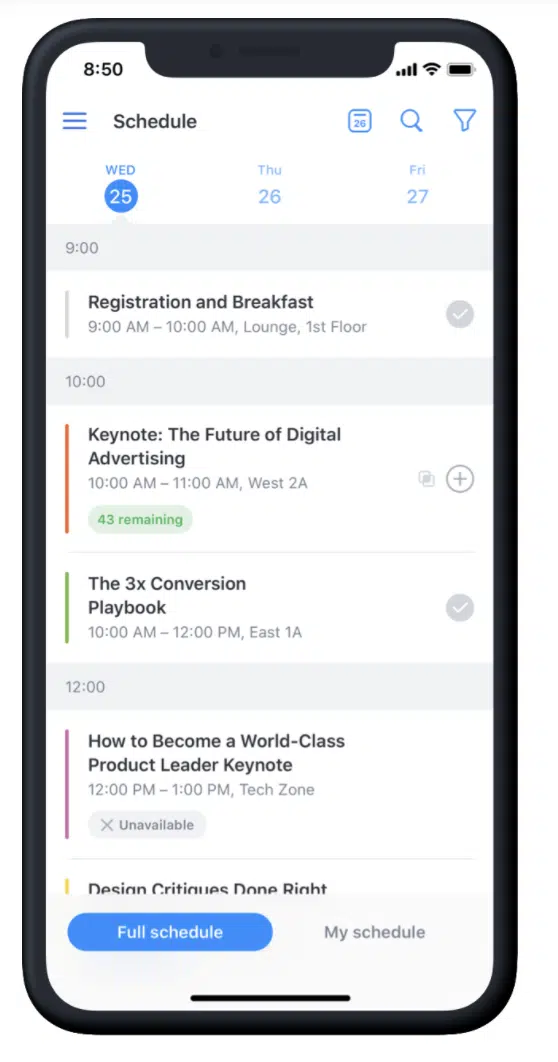 8:50
Schedule
26
WED
Thu
Fri
25
26
27
9:00
Registration and Breakfast
9:00 AM – 10:00 AM, Lounge, 1st Floor
10:00
Keynote: The Future of Digital
Advertising
10:00 AM – 11:00 AM, West 2A
43 remaining
The 3x Conversion
Playbook
10:00 AM – 12:00 PM, East 1A
12:00
How to Become a World-Class
Product Leader Keynote
12:00 PM – 1:00 PM, Tech Zone
Unavailable
Design Critiques Done Right
Full schedule
My schedule